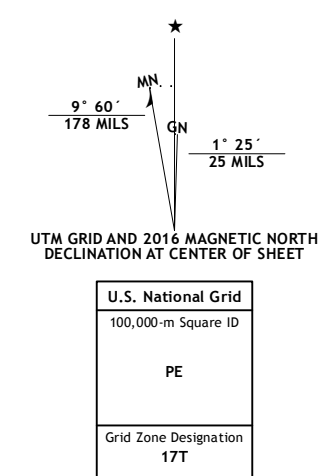 ★
MN
9° 60´
178 MILS
GN
1° 25´
25 MILS
UTM GRID AND 2016 MAGNETIC NORTH
DECLINATION AT CENTER OF SHEET
U.S. National Grid
100,000-m Square ID
PE
Grid Zone Designation
17T